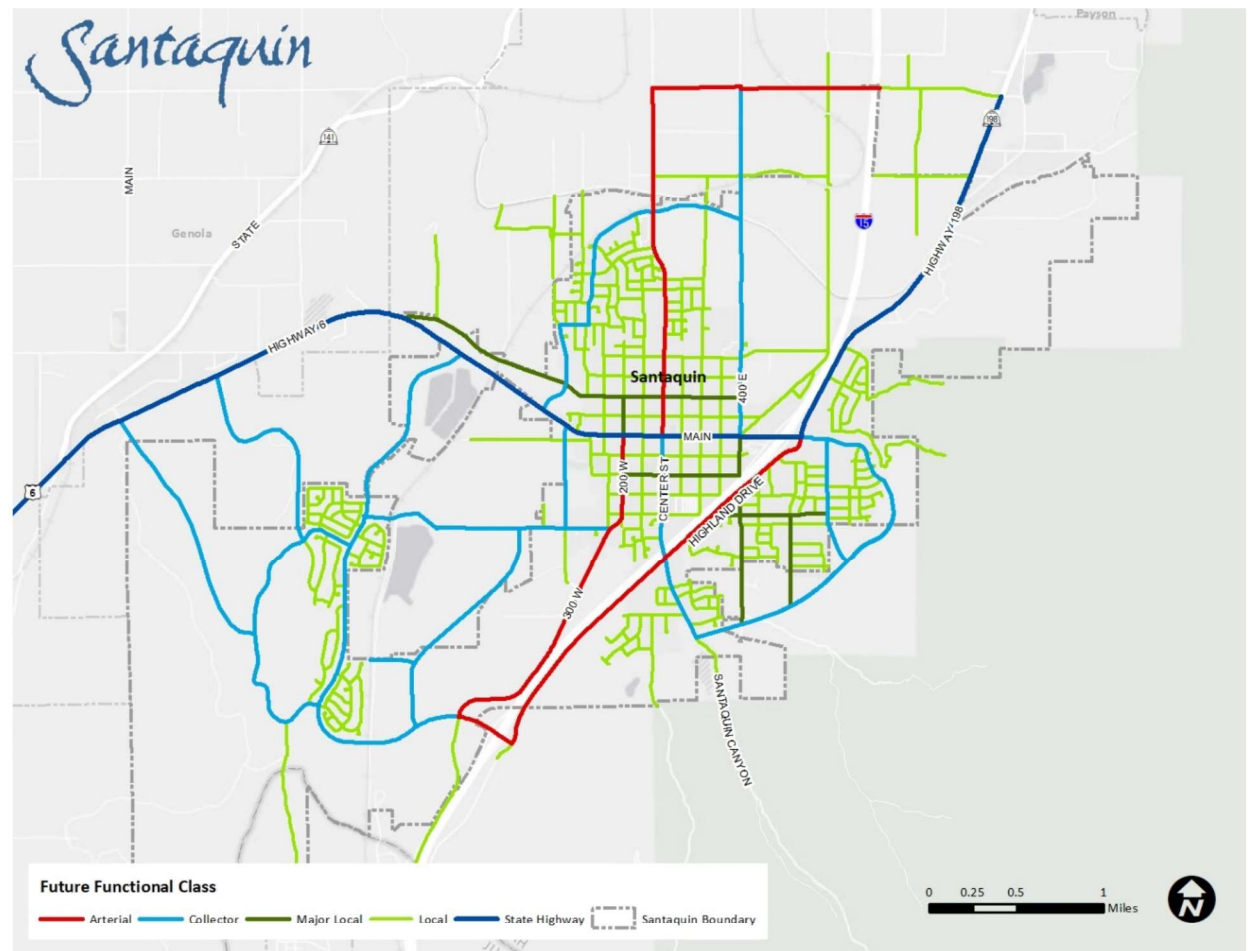 Santaquin
Payson
141
198
MAIN
STATE
Genola
15
HIGHWAY 198
HIGHWAY 6
Santaquin
400 E
MAIN
6
200 W
CENTER ST
HIGHLAND DRIVE
300 W
SANTAQUIN CANYON
Future Functional Class
Arterial Collector Major Local Local State Highway Santaquin Boundary
0 0.25 0.5 1
Miles
N